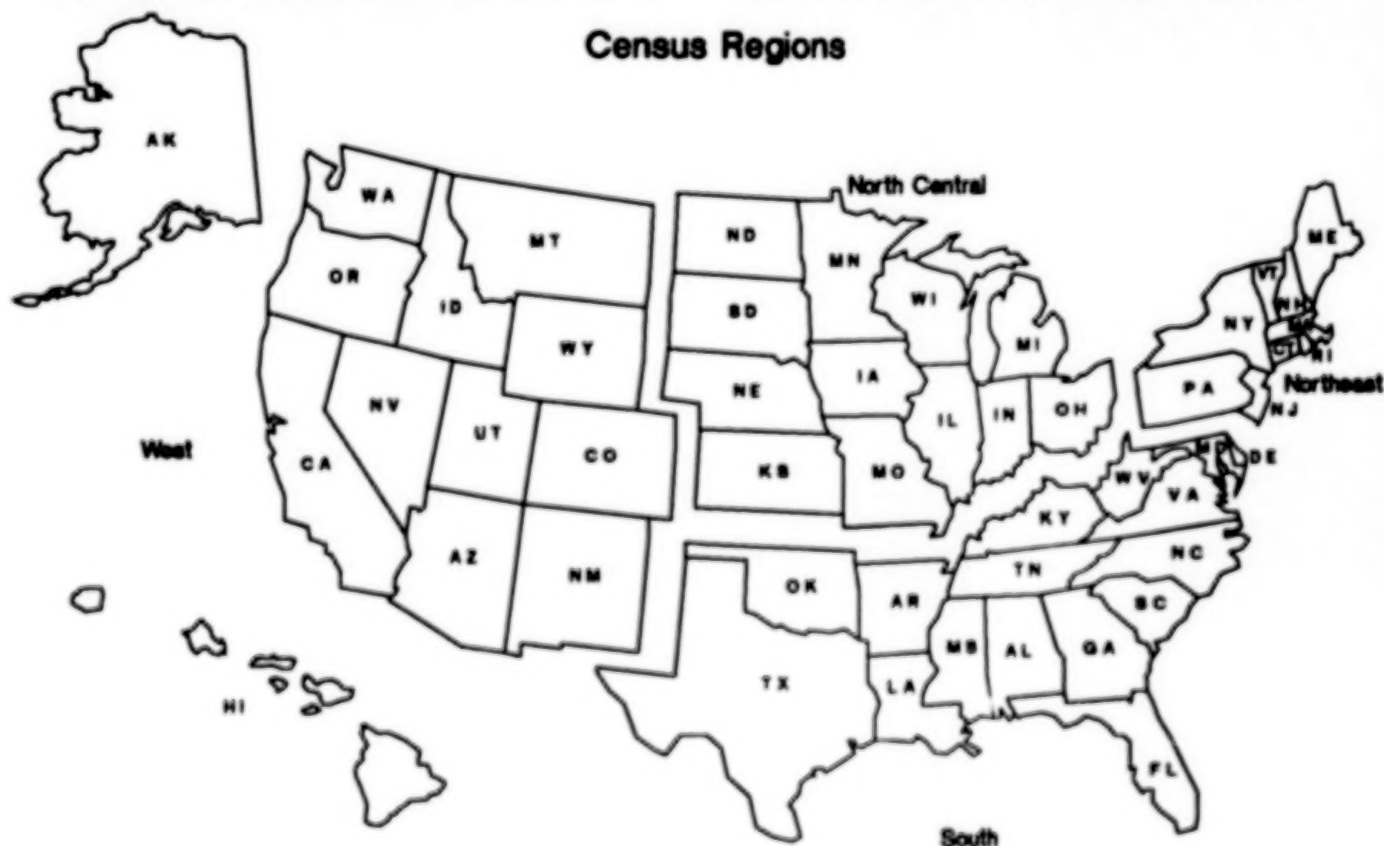 Census Regions
AK
WA
North Central
MT
ND
MN
ME
VT
OR
ID
SD
WI
NH
NY
MI
MA
WY
CT
RI
IA
NE
PA
Northeast
NV
IL
IN
OH
NJ
UT
CO
West
CA
KS
MO
MD
DE
WV
VA
KY
NC
AZ
TN
NM
OK
AR
SC
MS
AL
GA
TX
LA
HI
FL
South